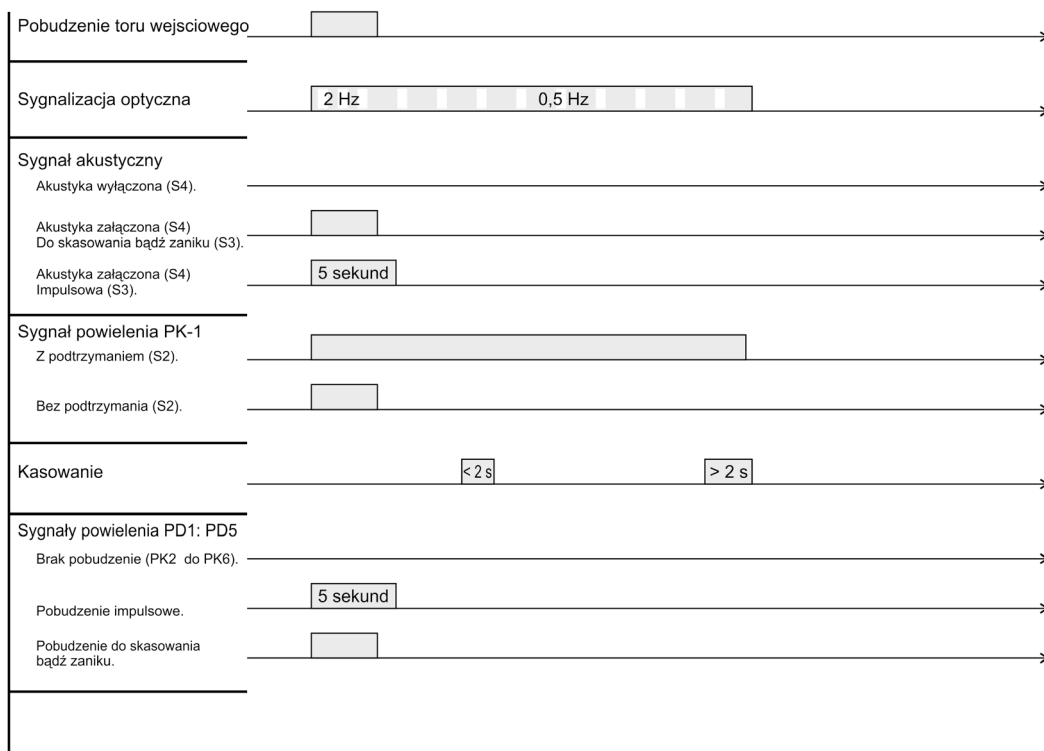 Pobudzenie toru wejsciowego
Sygnalizacja optyczna
2 Hz
0,5 Hz
Sygnał akustyczny
Akustyka wyłączona (S4).
Akustyka załączona (S4)
Do skasowania bądź zaniku (S3).
Akustyka załączona (S4)
Impulsowa (S3).
5 sekund
Sygnał powielenia PK-1
Z podtrzymaniem (S2).
Bez podtrzymania (S2).
Kasowanie
< 2 s
> 2 s
Sygnały powielenia PD1: PD5
Brak pobudzenie (PK2 do PK6).
Pobudzenie impulsowe.
5 sekund
Pobudzenie do skasowania
bądź zaniku.